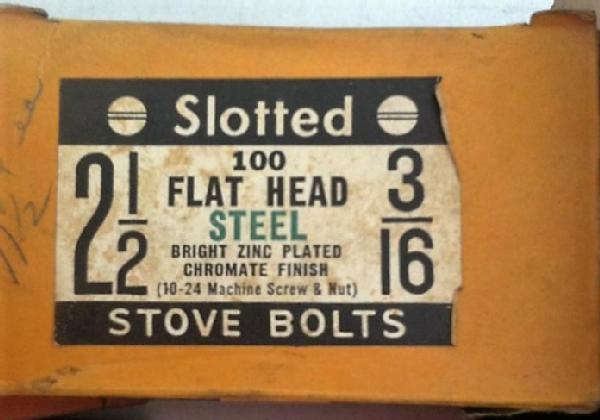 Slotted
100
FLAT HEAD
STEEL
2 1/2
3/16
BRIGHT ZINC PLATED
CHROMATE FINISH
(10-24 Machine Screw & Nut)
STOVE BOLTS